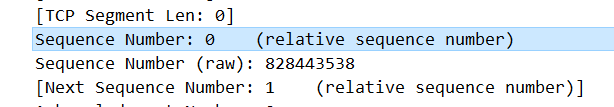 [TCP Segment Len: 0]
Sequence Number: 0    (relative sequence number)
Sequence Number (raw): 828443538
[Next Sequence Number: 1    (relative sequence number)]